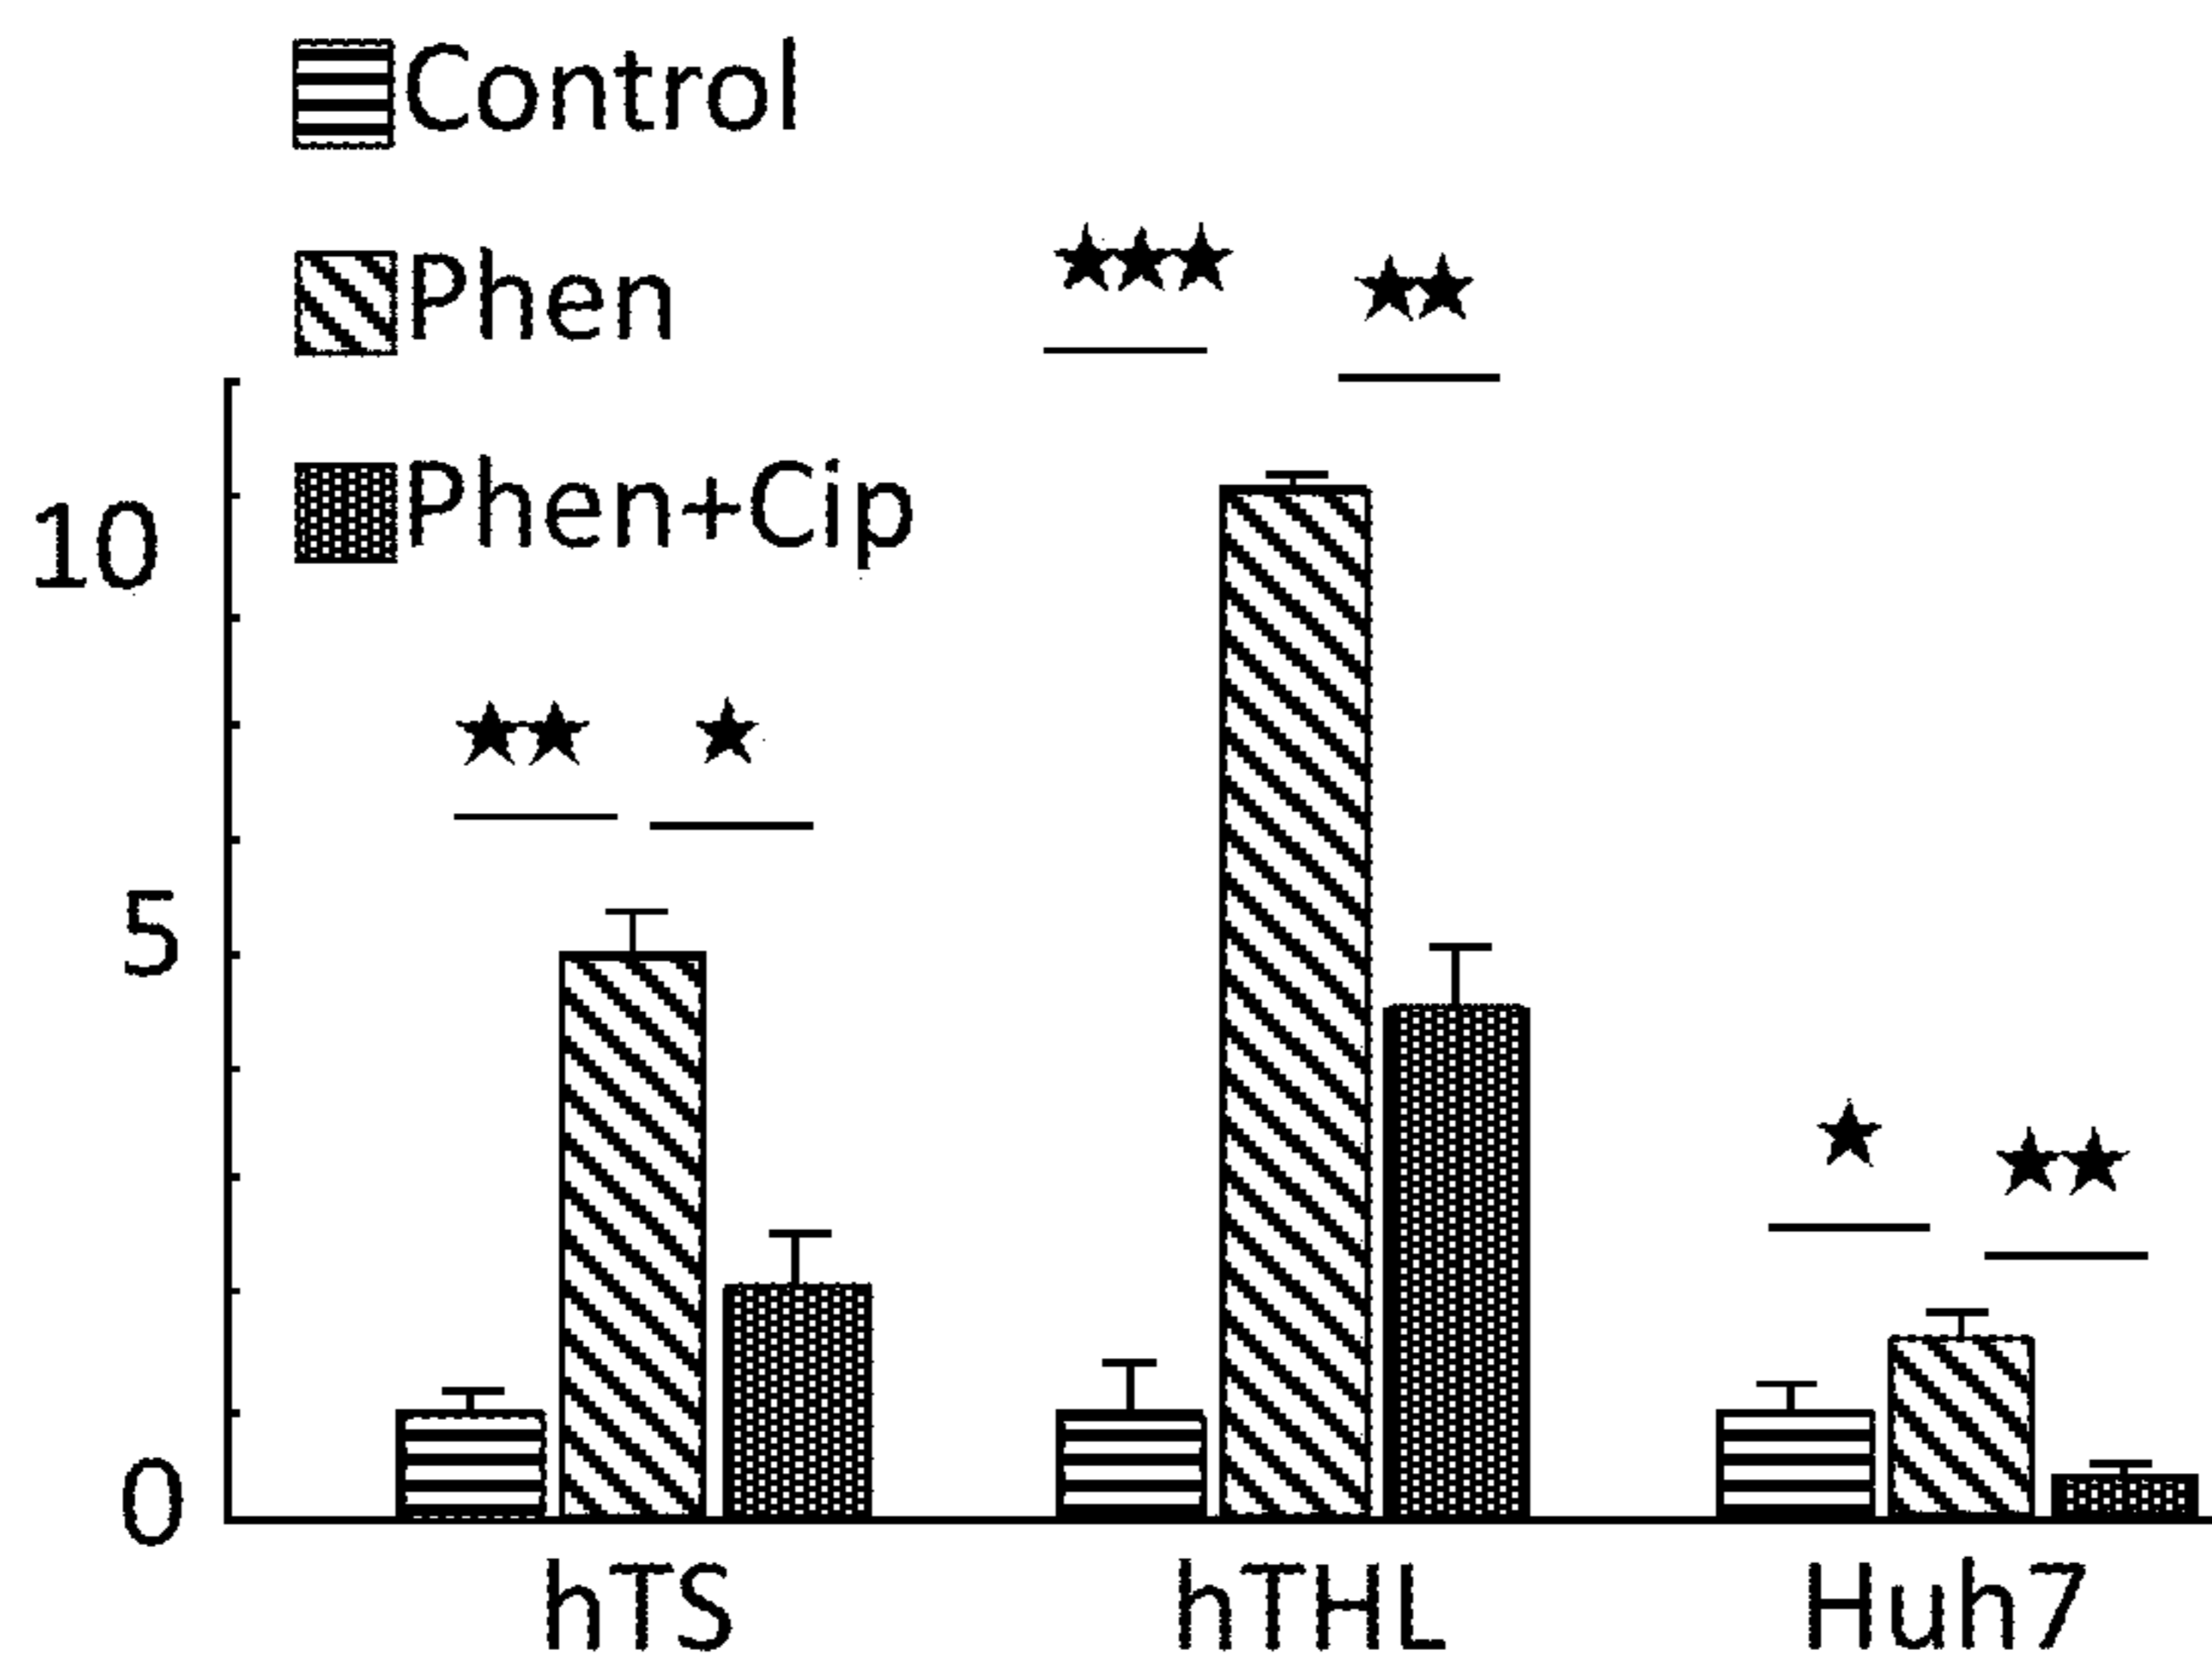 Control
Phen
Phen+Cip
★★★ ★★
10
★★ ★
5
★ ★★
0
hTS hTHL Huh7